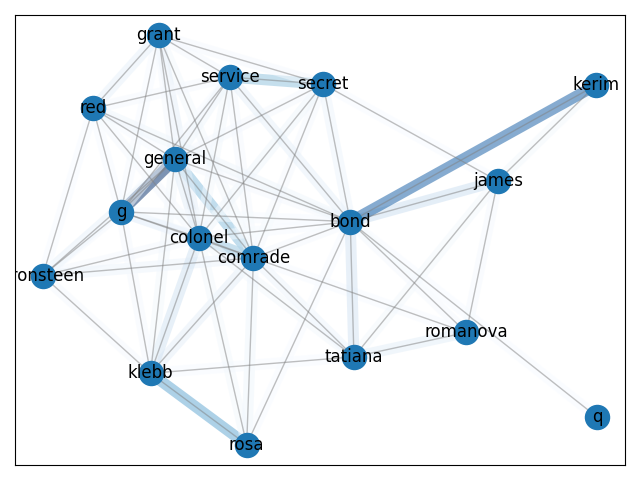 grant
service
secret
kerim
red
general
james
g
bond
colonel
comrade
ronsteen
romanova
tatiana
klebb
q
rosa